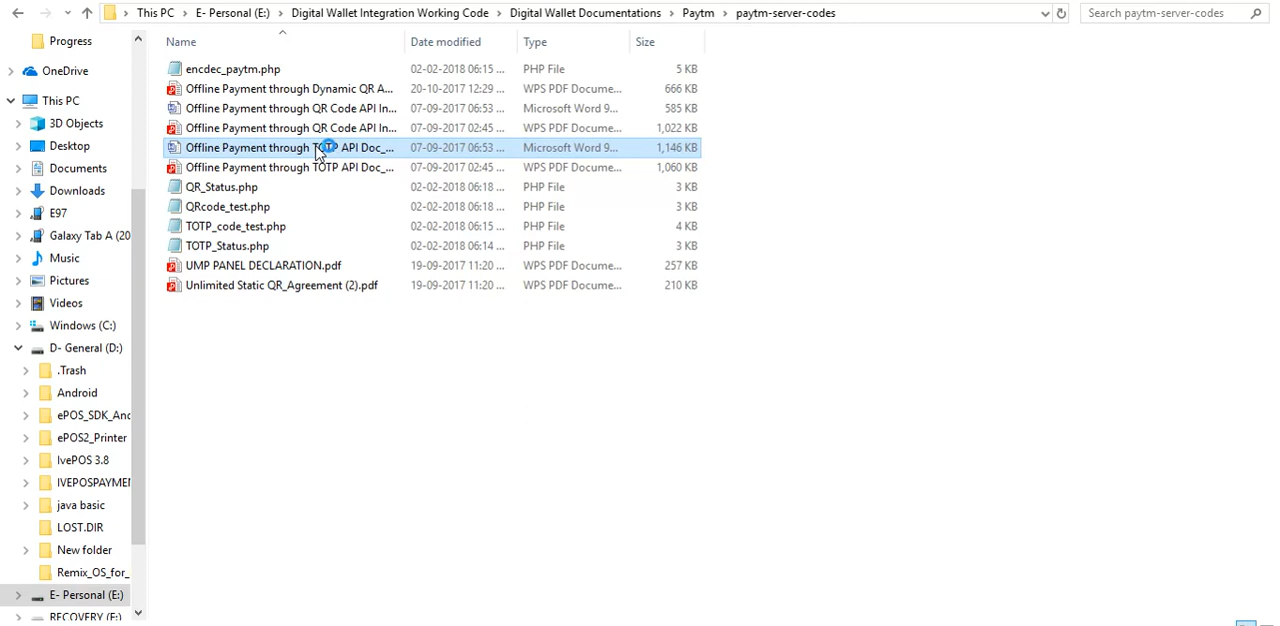 This PC > E- Personal (E:) > Digital Wallet Integration Working Code > Digital Wallet Documentations > Paytm > paytm-server-codes
Search paytm-server-codes
Progress
OneDrive
This PC
3D Objects
Desktop
Documents
Downloads
E97
Galaxy Tab A (20
Music
Pictures
Videos
Windows (C:)
D- General (D:)
.Trash
Android
ePOS_SDK_And
ePOS2_Printer
IvePOS 3.8
IVEPOSPAYMEN
java basic
LOST.DIR
New folder
Remix_OS_for_
E- Personal (E:)
RECOVERY (F:)
Name Date modified Type Size
encdec_paytm.php 02-02-2018 06:15 ... PHP File 5 KB
Offline Payment through Dynamic QR A... 20-10-2017 12:29 ... WPS PDF Docume... 666 KB
Offline Payment through QR Code API In... 07-09-2017 06:53 ... Microsoft Word 9... 585 KB
Offline Payment through QR Code API In... 07-09-2017 02:45 ... WPS PDF Docume... 1,022 KB
Offline Payment through TOTP API Doc_... 07-09-2017 06:53 ... Microsoft Word 9... 1,146 KB
Offline Payment through TOTP API Doc_... 07-09-2017 02:45 ... WPS PDF Docume... 1,060 KB
QR_Status.php 02-02-2018 06:18 ... PHP File 3 KB
QRcode_test.php 02-02-2018 06:18 ... PHP File 3 KB
TOTP_code_test.php 02-02-2018 06:15 ... PHP File 4 KB
TOTP_Status.php 02-02-2018 06:14 ... PHP File 3 KB
UMP PANEL DECLARATION.pdf 19-09-2017 11:20 ... WPS PDF Docume... 257 KB
Unlimited Static QR_Agreement (2).pdf 19-09-2017 11:20 ... WPS PDF Docume... 210 KB